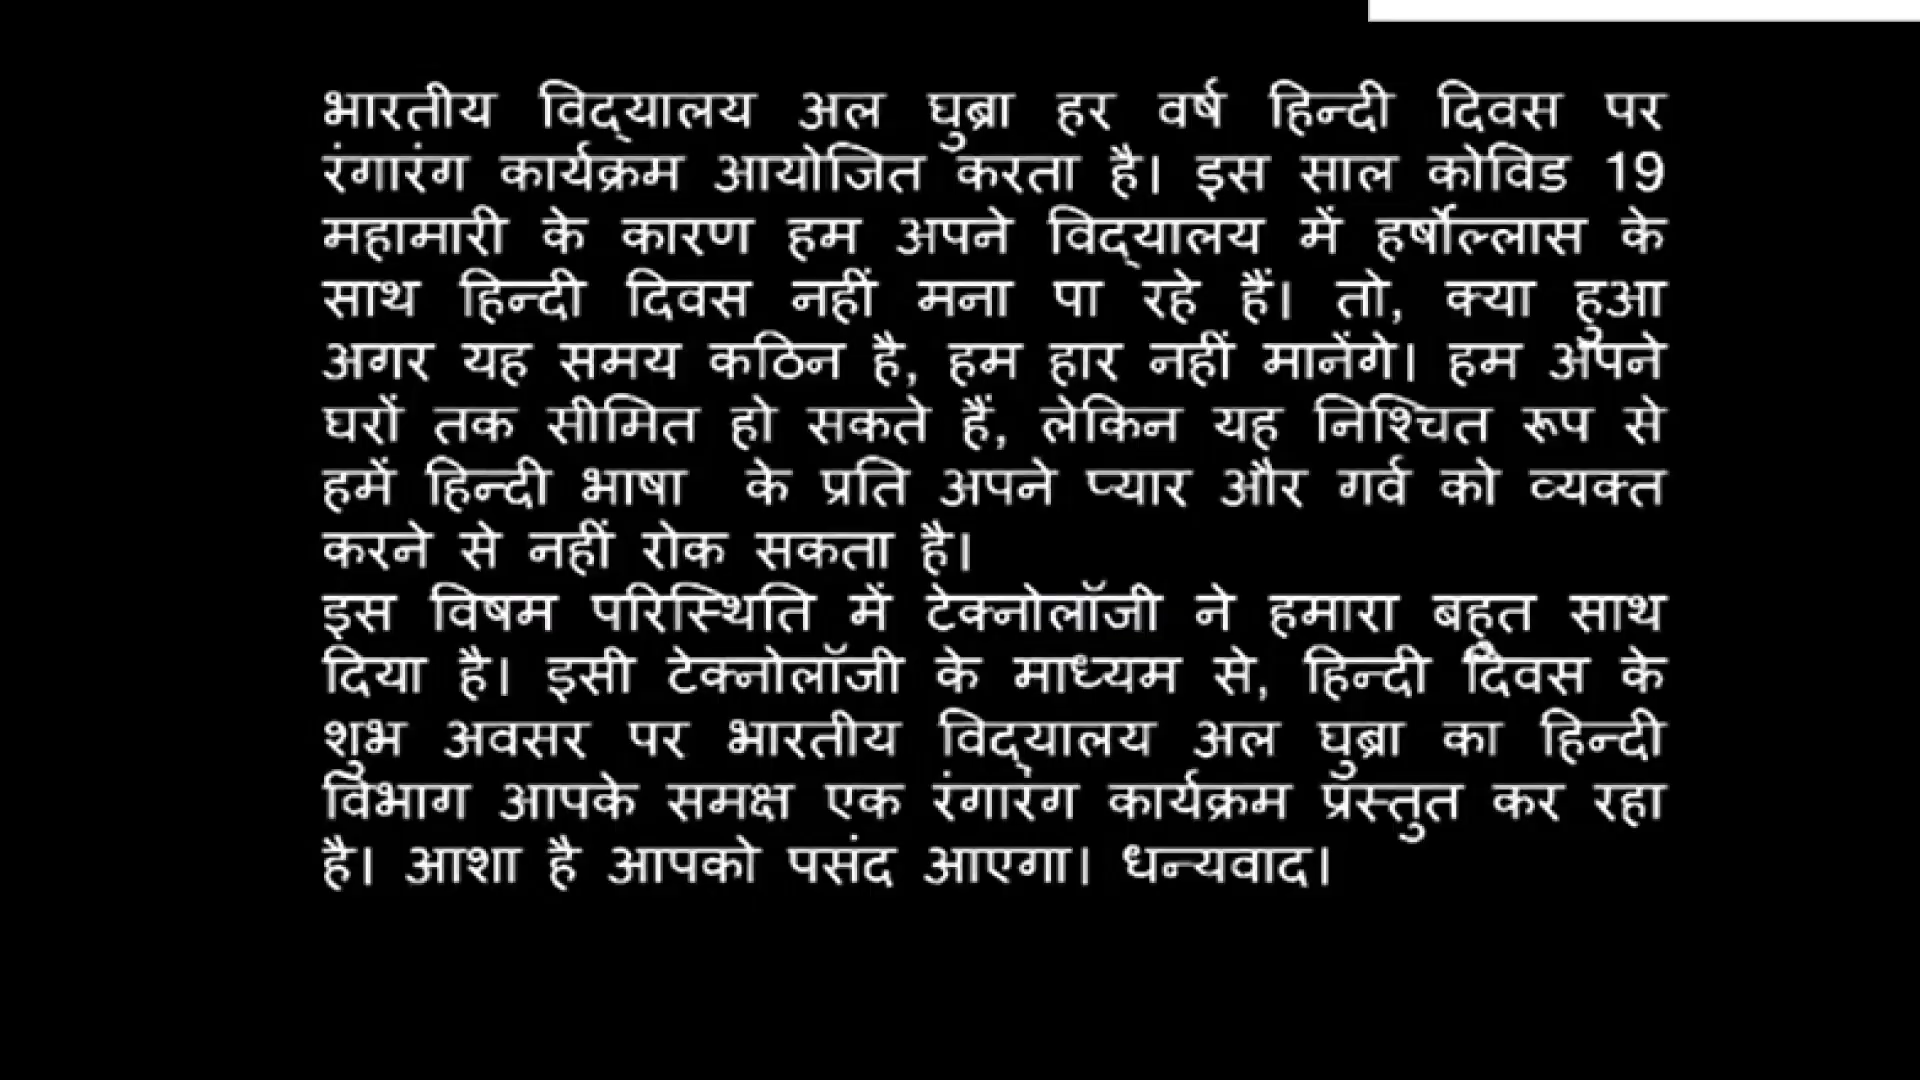 भारतीय विद्‌यालय अल घुब्रा हर वर्ष हिन्दी दिवस पर
रंगारंग कार्यक्रम आयोजित करता है। इस साल कोविड 19
महामारी के कारण हम अपने विद्‌यालय में हर्षोल्लास के
साथ हिन्दी दिवस नहीं मना पा रहे हैं। तो, क्या हुआ
अगर यह समय कठिन है, हम हार नहीं मानेंगे। हम अपने
घरों तक सीमित हो सकते हैं, लेकिन यह निश्चित रूप से
हमें हिन्दी भाषा के प्रति अपने प्यार और गर्व को व्यक्त
करने से नहीं रोक सकता है।
इस विषम परिस्थिति में टेक्नोलॉजी ने हमारा बहुत साथ
दिया है। इसी टेक्नोलॉजी के माध्यम से, हिन्दी दिवस के
शुभ अवसर पर भारतीय विद्‌यालय अल घुब्रा का हिन्दी
विभाग आपके समक्ष एक रंगारंग कार्यक्रम प्रस्तुत कर रहा
है। आशा है आपको पसंद आएगा। धन्यवाद।